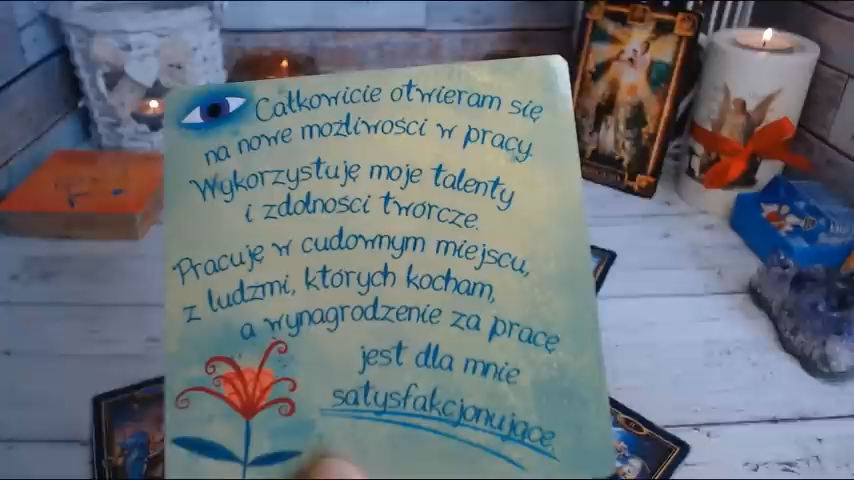 Całkowicie otwieram się
na nowe możliwości w pracy.
Wykorzystuję moje talenty
i zdolności twórcze.
Pracuję w cudownym miejscu,
z ludźmi, których kocham,
a wynagrodzenie za pracę
jest dla mnie
satysfakcjonujące.